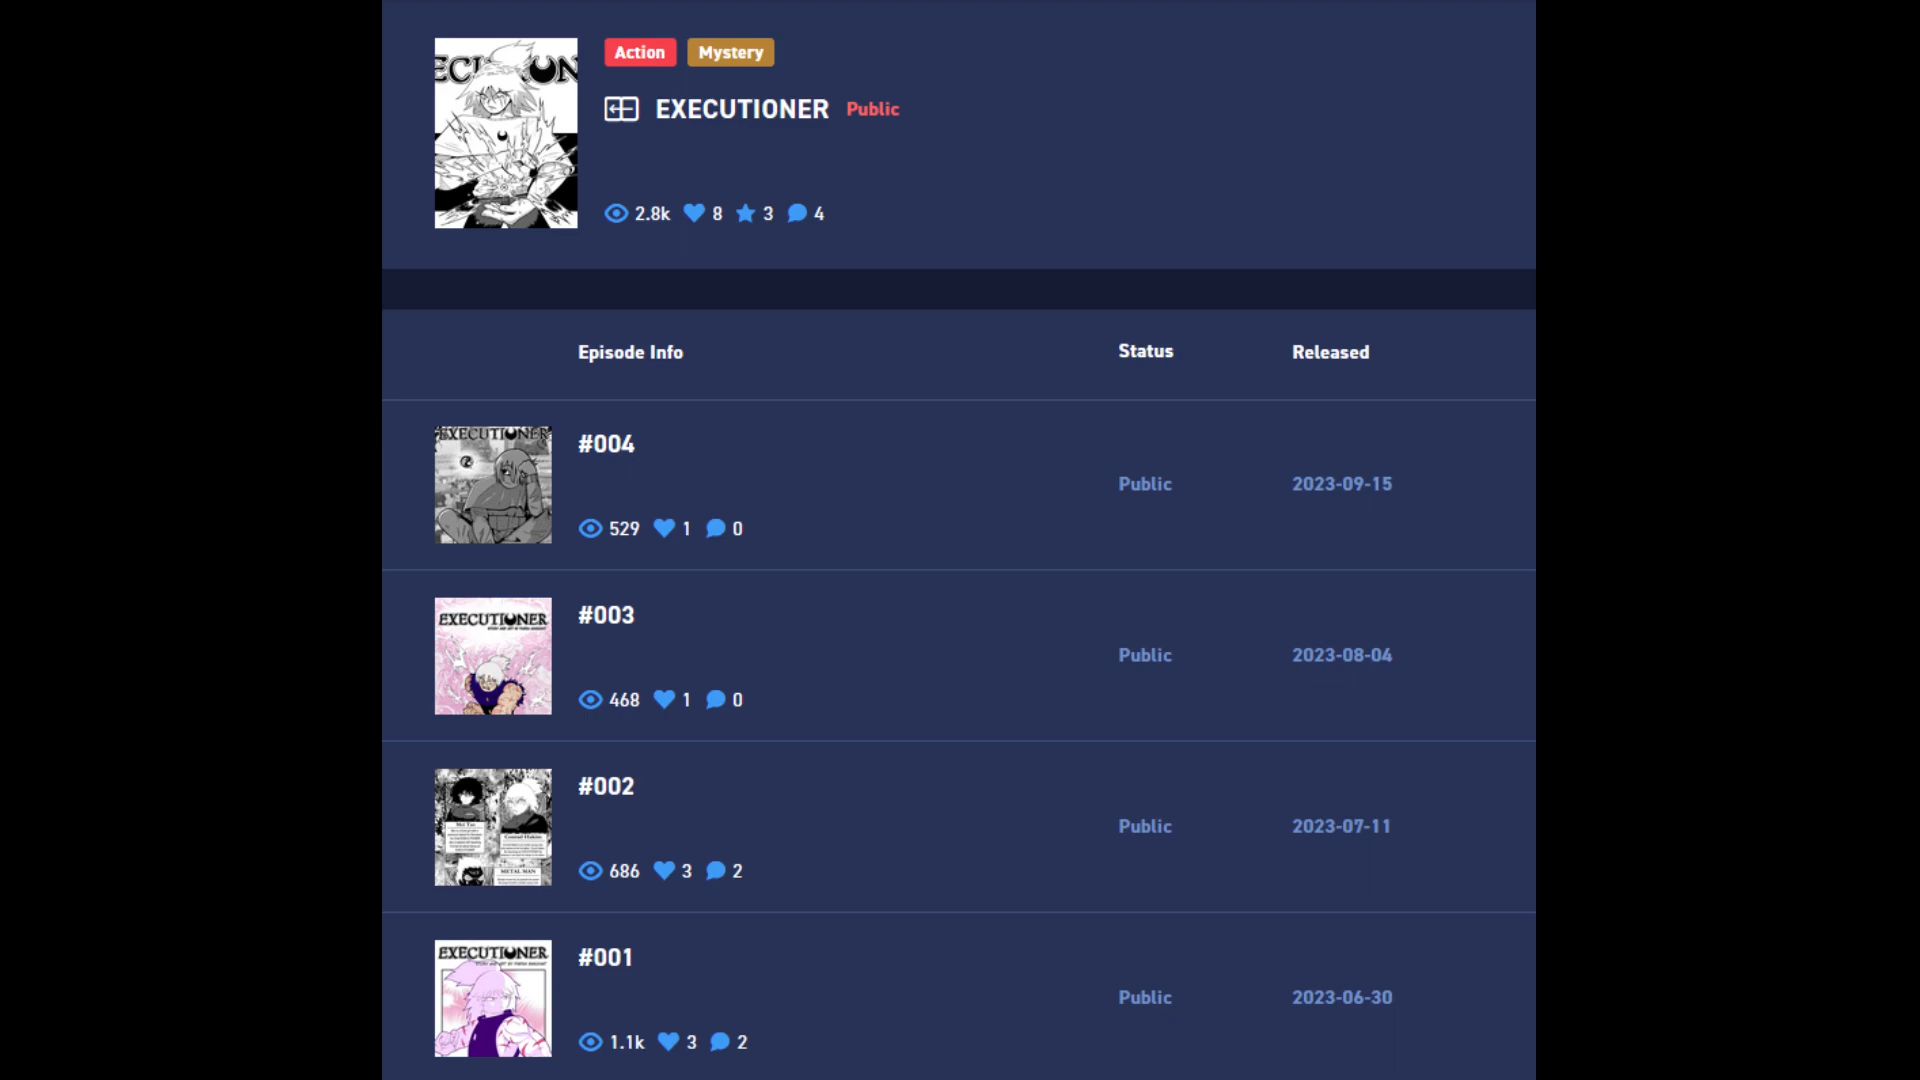 Action Mystery
EXECUTIONER Public
2.8k 8 3 4
Episode Info Status Released
EXECUTIONER
#004
Public 2023-09-15
529 1 0
EXECUTIONER
#003
Public 2023-08-04
468 1 0
#002
Public 2023-07-11
METAL MAN
686 3 2
EXECUTIONER
#001
Public 2023-06-30
1.1k 3 2